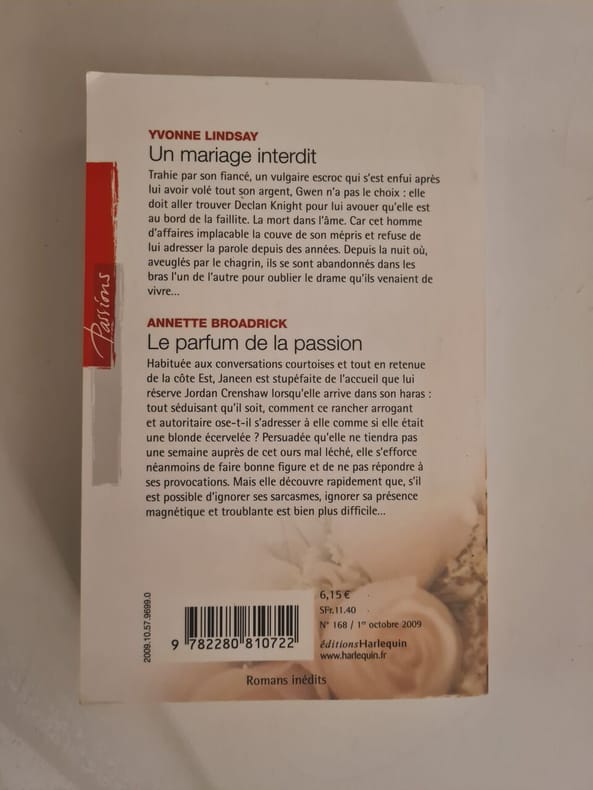 YVONNE LINDSAY
Un mariage interdit
Trahie par son fiancé, un vulgaire escroc qui s'est enfui après
lui avoir volé tout son argent, Gwen n'a pas le choix : elle
doit aller trouver Declan Knight pour lui avouer qu'elle est
au bord de la faillite. La mort dans l'âme. Car cet homme
d'affaires implacable la couve de son mépris et refuse de
lui adresser la parole depuis des années. Depuis la nuit où,
aveuglés par le chagrin, ils se sont abandonnés dans les
bras l'un de l'autre pour oublier le drame qu'ils venaient de
vivre...
Passions
ANNETTE BROADRICK
Le parfum de la passion
Habituée aux conversations courtoises et tout en retenue
de la côte Est, Janeen est stupéfaite de l'accueil que lui
réserve Jordan Crenshaw lorsqu'elle arrive dans son haras :
tout séduisant qu'il soit, comment ce rancher arrogant
et autoritaire ose-t-il s'adresser à elle comme si elle était
une blonde écervelée ? Persuadée qu'elle ne tiendra pas
une semaine auprès de cet ours mal léché, elle s'efforce
néanmoins de faire bonne figure et de ne pas répondre à
ses provocations. Mais elle découvre rapidement que, s'il
est possible d'ignorer ses sarcasmes, ignorer sa présence
magnétique et troublante est bien plus difficile...
2009.10.57.9699.0
9 782280 810722
6,15 €
SFr.11.40
N° 168 / 1er octobre 2009
éditionsHarlequin
www.harlequin.fr
Romans inédits